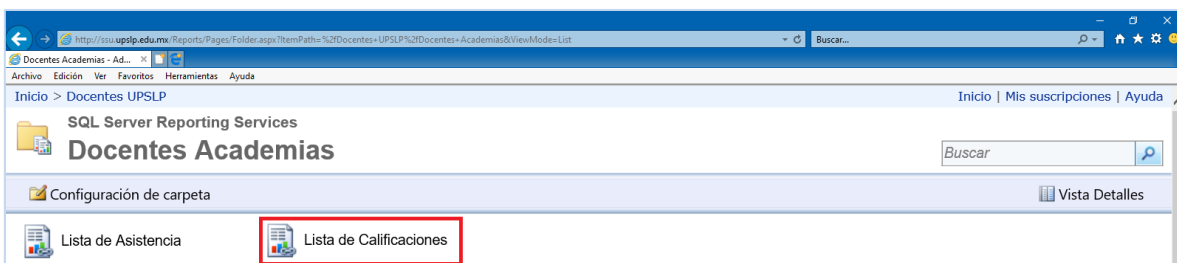 http://ssu.upslp.edu.mx/Reports/Pages/Folder.aspx?ItemPath=%2fDocentes+UPSLP%2fDocentes+Academias&ViewMode=List
Buscar...
Docentes Academias - Ad...
Archivo Edición Ver Favoritos Herramientas Ayuda
Inicio > Docentes UPSLP
Inicio | Mis suscripciones | Ayuda
SQL Server Reporting Services
Docentes Academias
Buscar
Configuración de carpeta
Vista Detalles
Lista de Asistencia
Lista de Calificaciones